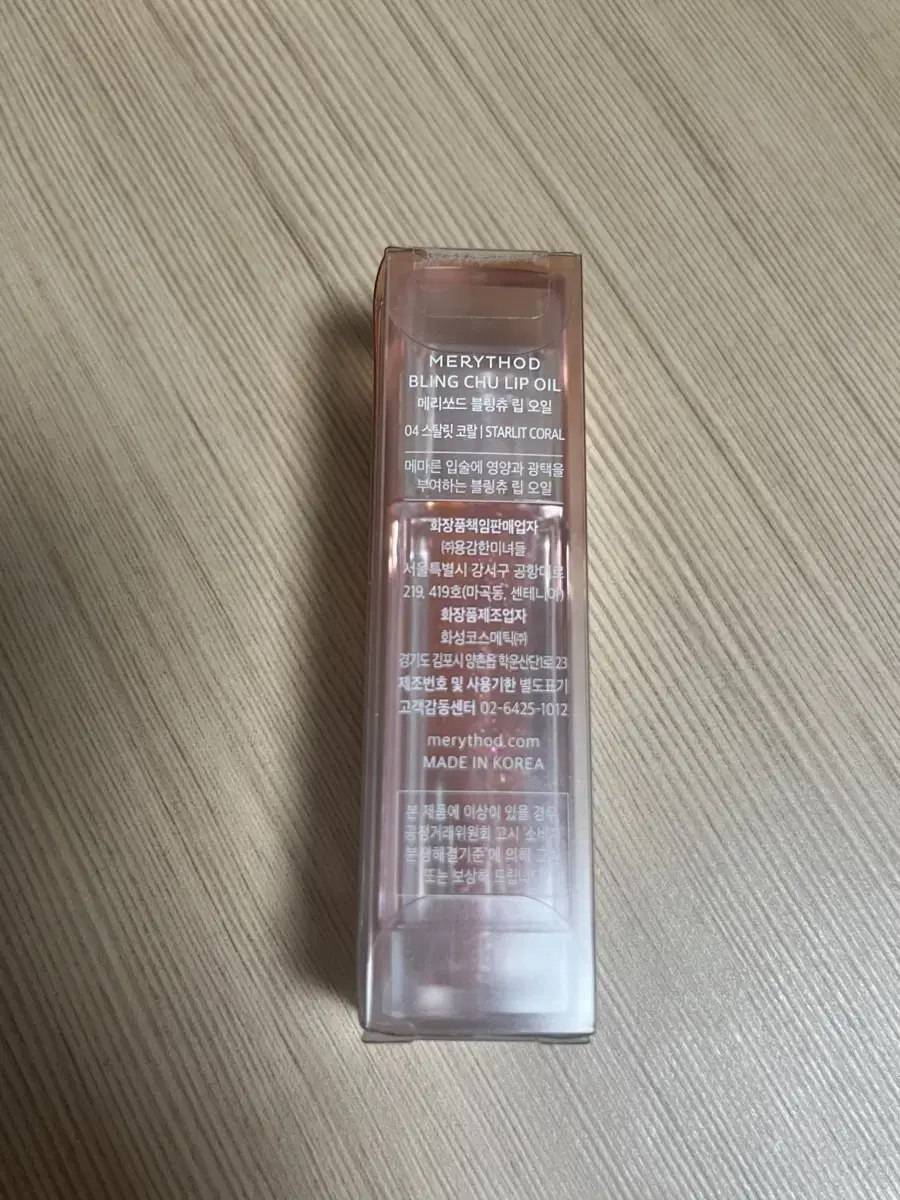 MERYTHOD
BLING CHU LIP OIL
메리쏘드 블링츄 립 오일
04 스탈릿 코랄 | STARLIT CORAL
메마른 입술에 영양과 광택을
부여하는 블링츄 립 오일
화장품책임판매업자
㈜용감한미녀들
서울특별시 강서구 공항대로
219, 419호(마곡동, 센테니아)
화장품제조업자
화성코스메틱㈜
경기도 김포시 양촌읍 학운산단1로 23
제조번호 및 사용기한 별도표기
고객감동센터 02-6425-1012
merythod.com
MADE IN KOREA
본 제품에 이상이 있을 경우,
공정거래위원회 고시 '소비자
분쟁해결기준'에 의해
또는 보상해 드립니다